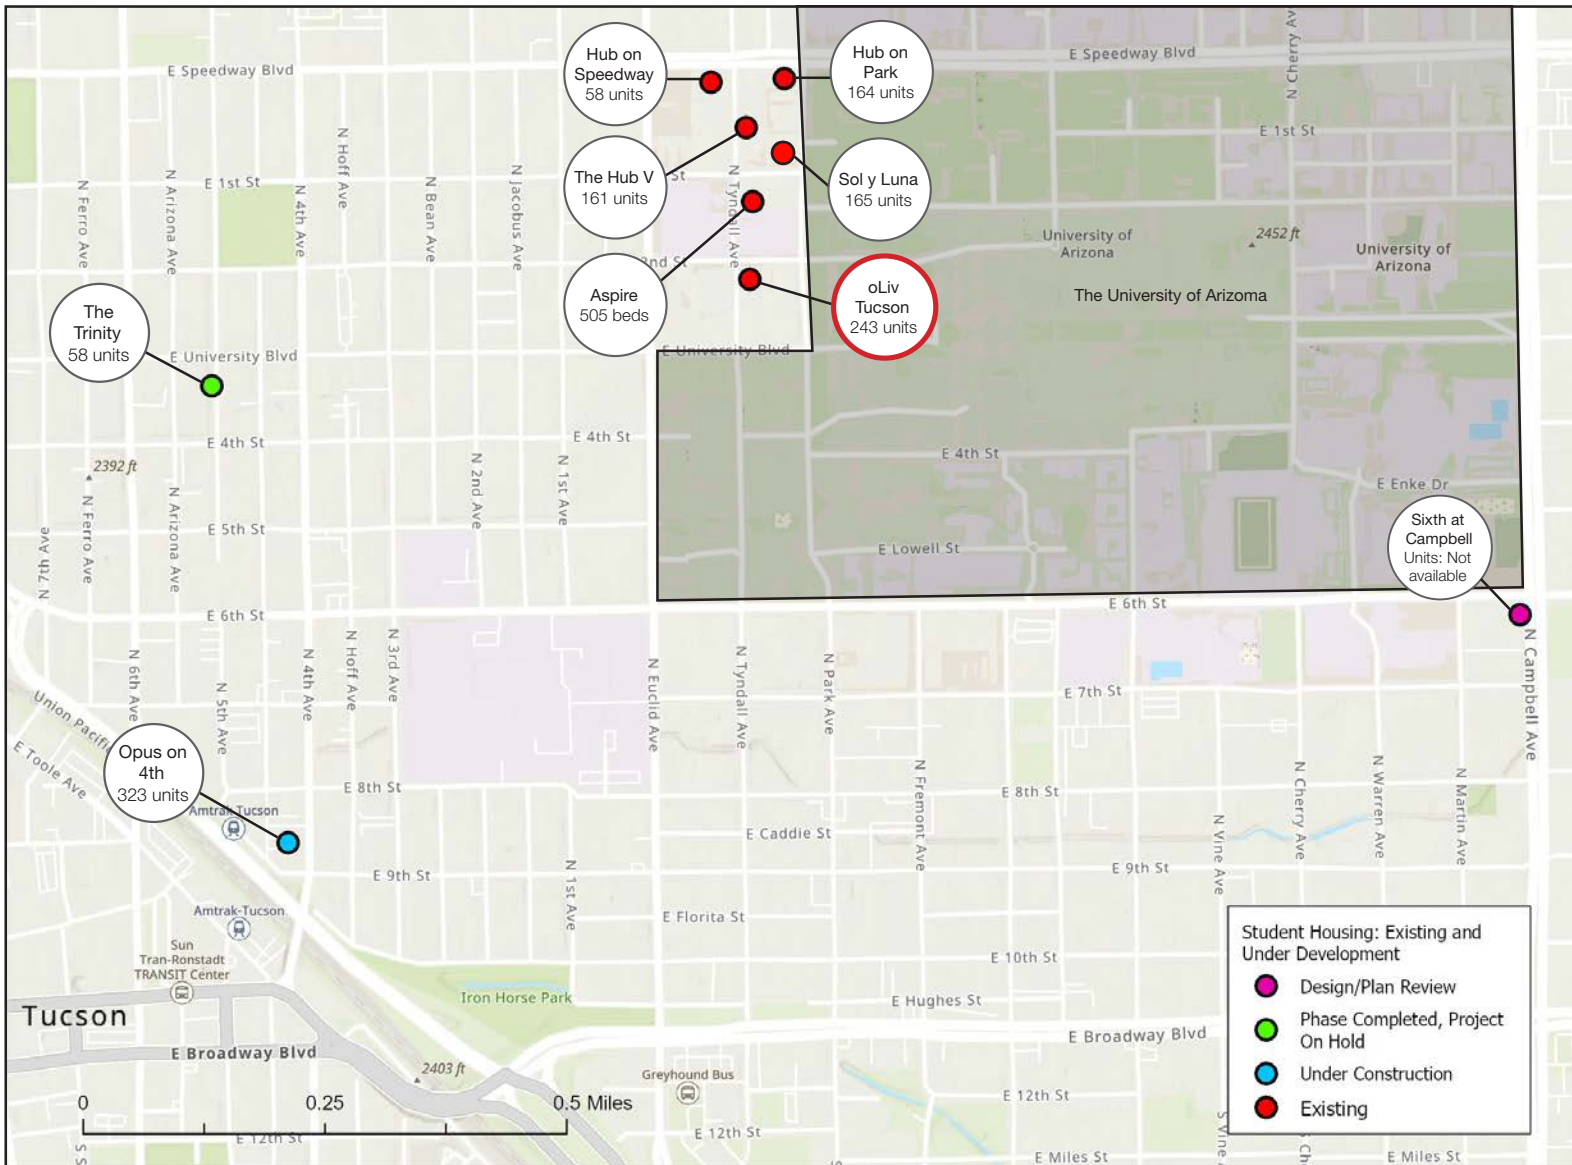 Hub on
Speedway
58 units
Hub on
Park
164 units
The Hub V
161 units
Sol y Luna
165 units
Aspire
505 beds
oLiv
Tucson
243 units
The
Trinity
58 units
Opus on
4th
323 units
Sixth at
Campbell
Units: Not
available
E Speedway Blvd
E Speedway Blvd
N Cherry Av
E 1st St
E 1st St
St
2nd St
N Ferro Ave
N Arizona Ave
N 4th Ave
N Hoff Ave
N Bean Ave
N Jacobus Ave
N Tyndall Ave
University of
Arizona
2452 ft
University of
Arizona
The University of Arizoma
E University Blvd
E University Blvd
E 4th St
E 4th St
E 4th St
2392 ft
N 7th Ave
N Ferro Ave
N Arizona Ave
N 2nd Ave
N 1st Ave
E Enke Dr
E 5th St
E Lowell St
E 6th St
E 6th St
N 6th Ave
N 5th Ave
N 4th Ave
N Hoff Ave
N 3rd Ave
N Euclid Ave
N Tyndall Ave
N Park Ave
E 7th St
N Campbell Ave
Union Pacific
E Toole Ave
E 8th St
E 8th St
N Fremont Ave
N Vine Ave
N Cherry Ave
N Warren Ave
N Martin Ave
Amtrak-Tucson
E Caddie St
E 9th St
E 9th St
N 1st Ave
Amtrak-Tucson
E Florita St
Sun
Tran-Ronstadt
TRANSIT Center
E 10th St
Iron Horse Park
E Hughes St
Tucson
E Broadway Blvd
E Broadway Blvd
2403 ft
Greyhound Bus
E 12th St
E 12th St
E 12th St
E Miles St
E Miles St
S Vine
S Ch
S S
0
0.25
0.5 Miles
Student Housing: Existing and
Under Development
Design/Plan Review
Phase Completed, Project
On Hold
Under Construction
Existing